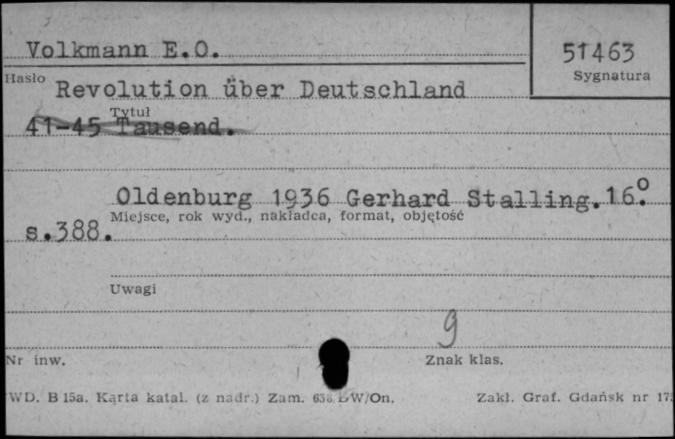 Volkmann E.O.
51463
Sygnatura
Hasło
Revolution über Deutschland
Tytuł
41-45 Tausend.
Oldenburg 1936 Gerhard Stalling. 16°.
Miejsce, rok wyd., nakładca, format, objętość
s.388.
Uwagi
9
Nr inw.
Znak klas.
WD. B 15a. Karta katal. (z nadr.) Zam. DW/On.
Zakł. Graf. Gdańsk nr